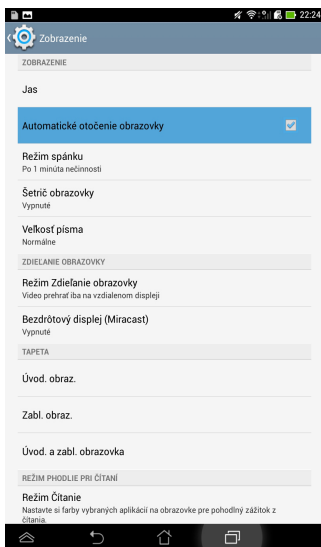 22:24
Zobrazenie
ZOBRAZENIE
Jas
Automatické otočenie obrazovky
Režim spánku
Po 1 minúta nečinnosti
Šetrič obrazovky
Vypnuté
Veľkosť písma
Normálne
ZDIEĽANIE OBRAZOVKY
Režim Zdieľanie obrazovky
Video prehrať iba na vzdialenom displeji
Bezdrôtový displej (Miracast)
Vypnuté
TAPETA
Úvod. obraz.
Zabl. obraz.
Úvod. a zabl. obrazovka
REŽIM PHODLIE PRI ČÍTANÍ
Režim Čítanie
Nastavte si farby vybraných aplikácií na obrazovke pre pohodlný zážitok z
čítania.